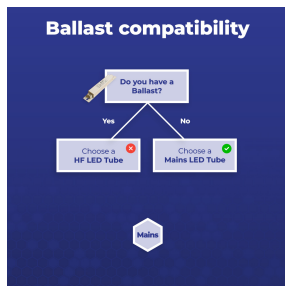 Ballast compatibility
Do you have a
Ballast?
Yes
No
Choose a
HF LED Tube
Choose a
Mains LED Tube
Mains